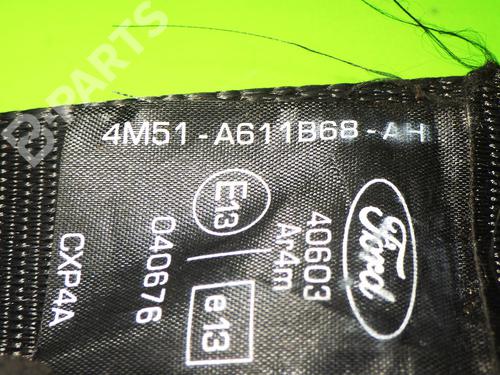 B-PARTS
4M51-A611B68-AH
Ford
40603
Ar4m
E13
e13
040676
CXP4A